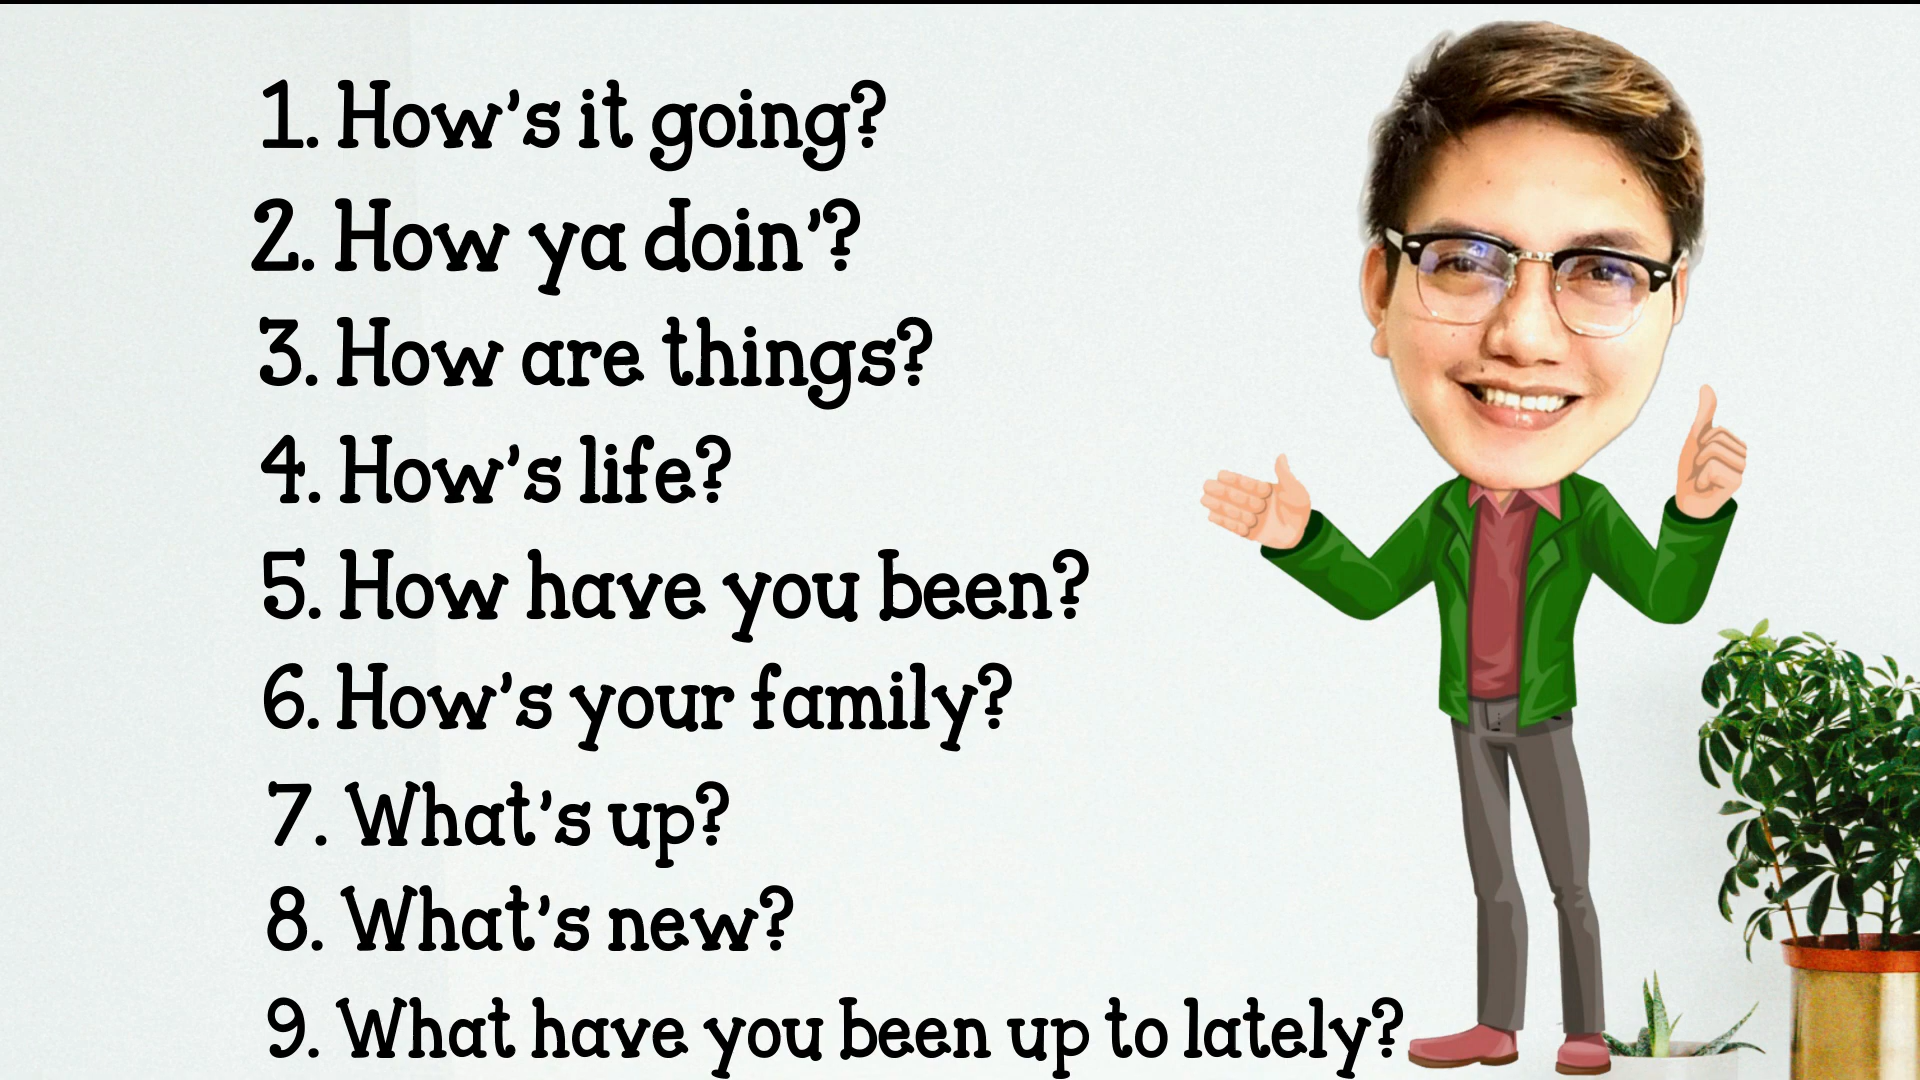 1. How's it going?
2. How ya doin'?
3. How are things?
4. How's life?
5. How have you been?
6. How's your family?
7. What's up?
8. What's new?
9. What have you been up to lately?